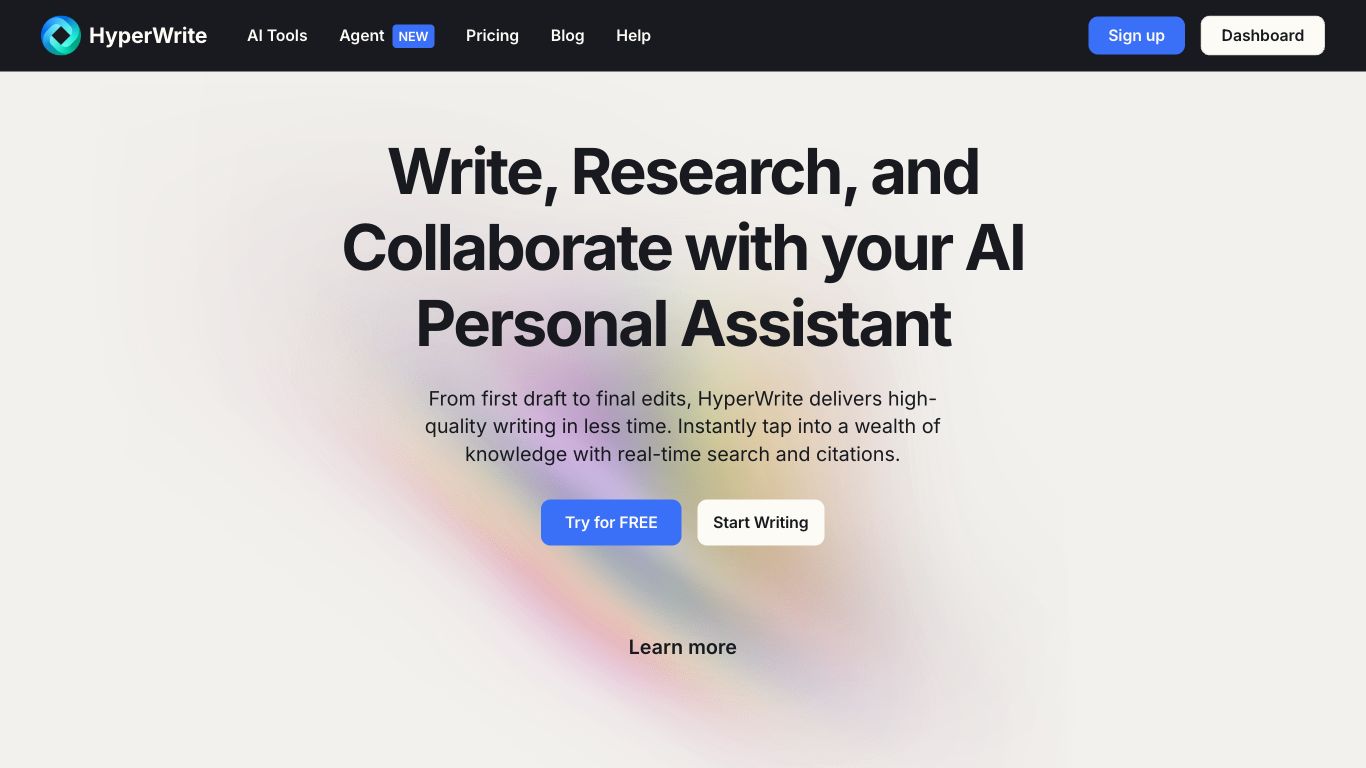 HyperWrite
AI Tools
Agent NEW
Pricing
Blog
Help
Sign up
Dashboard
Write, Research, and
Collaborate with your AI
Personal Assistant
From first draft to final edits, HyperWrite delivers high-
quality writing in less time. Instantly tap into a wealth of
knowledge with real-time search and citations.
Try for FREE
Start Writing
Learn more